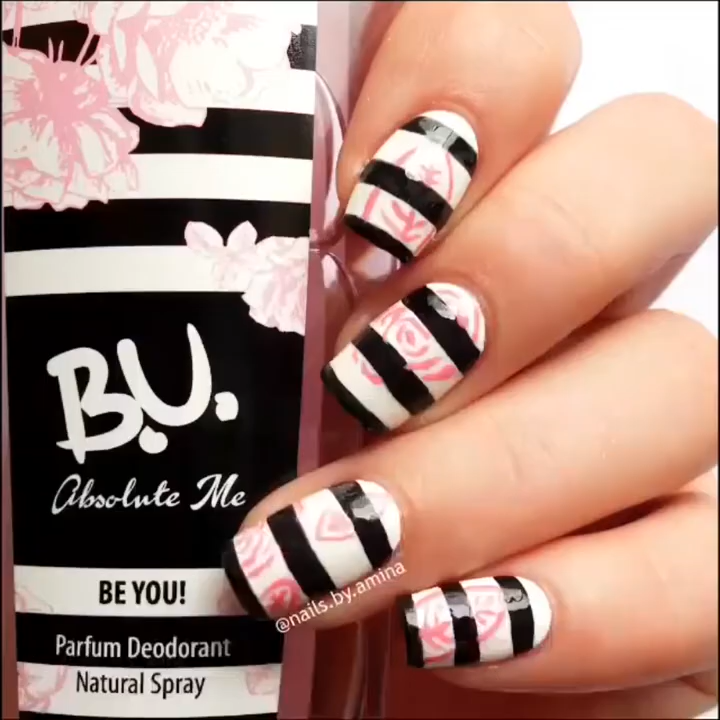 B.U.
Absolute Me
BE YOU!
Parfum Deodorant
Natural Spray
@nails.by.amina